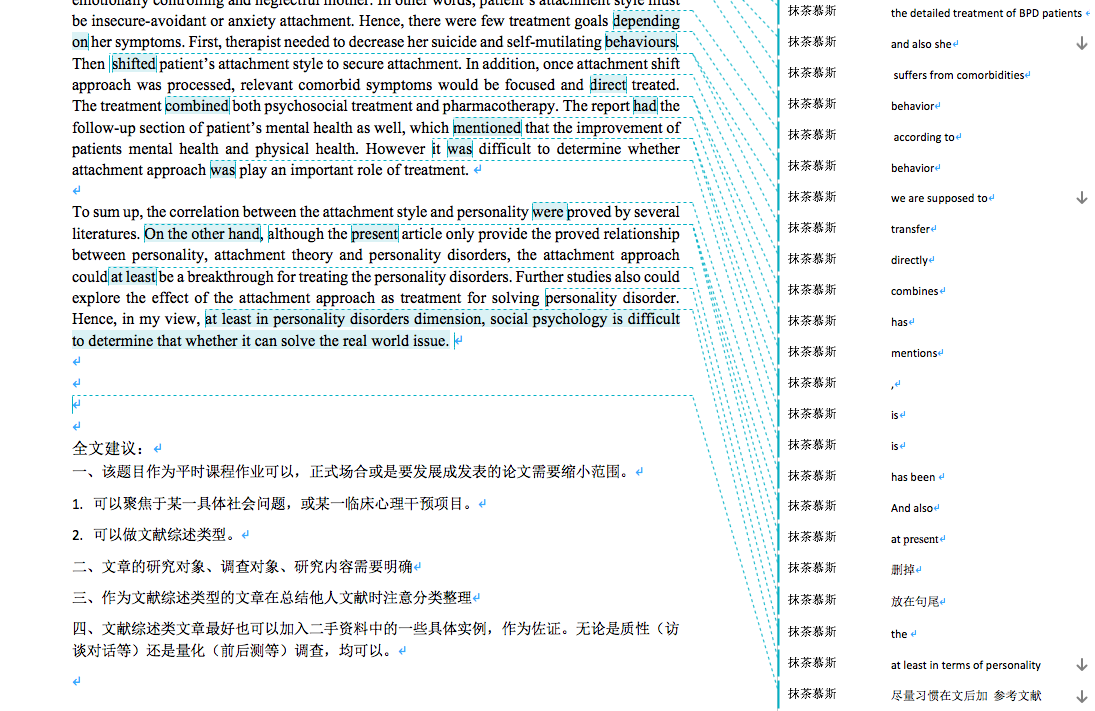 emotionally controlling and neglectful mother. In other words, patient's attachment style must
be insecure-avoidant or anxiety attachment. Hence, there were few treatment goals depending
on her symptoms. First, therapist needed to decrease her suicide and self-mutilating behaviours.
Then shifted patient's attachment style to secure attachment. In addition, once attachment shift
approach was processed, relevant comorbid symptoms would be focused and direct treated.
The treatment combined both psychosocial treatment and pharmacotherapy. The report had the
follow-up section of patient's mental health as well, which mentioned that the improvement of
patients mental health and physical health. However it was difficult to determine whether
attachment approach was play an important role of treatment.
To sum up, the correlation between the attachment style and personality were proved by several
literatures. On the other hand, although the present article only provide the proved relationship
between personality, attachment theory and personality disorders, the attachment approach
could at least be a breakthrough for treating the personality disorders. Further studies also could
explore the effect of the attachment approach as treatment for solving personality disorder.
Hence, in my view, at least in personality disorders dimension, social psychology is difficult
to determine that whether it can solve the real world issue.
全文建议：
一、该题目作为平时课程作业可以，正式场合或是要发展成发表的论文需要缩小范围。
1. 可以聚焦于某一具体社会问题，或某一临床心理干预项目。
2. 可以做文献综述类型。
二、文章的研究对象、调查对象、研究内容需要明确
三、作为文献综述类型的文章在总结他人文献时注意分类整理
四、文献综述类文章最好也可以加入二手资料中的一些具体实例，作为佐证。无论是质性（访
谈对话等）还是量化（前后测等）调查，均可以。
抹茶慕斯 the detailed treatment of BPD patients
抹茶慕斯 and also she
抹茶慕斯 suffers from comorbidities
抹茶慕斯 behavior
抹茶慕斯 according to
抹茶慕斯 behavior
抹茶慕斯 we are supposed to
抹茶慕斯 transfer
抹茶慕斯 directly
抹茶慕斯 combines
抹茶慕斯 has
抹茶慕斯 mentions
抹茶慕斯 ,
抹茶慕斯 is
抹茶慕斯 is
抹茶慕斯 has been
抹茶慕斯 And also
抹茶慕斯 at present
抹茶慕斯 删掉
抹茶慕斯 放在句尾
抹茶慕斯 the
抹茶慕斯 at least in terms of personality
抹茶慕斯 尽量习惯在文后加 参考文献